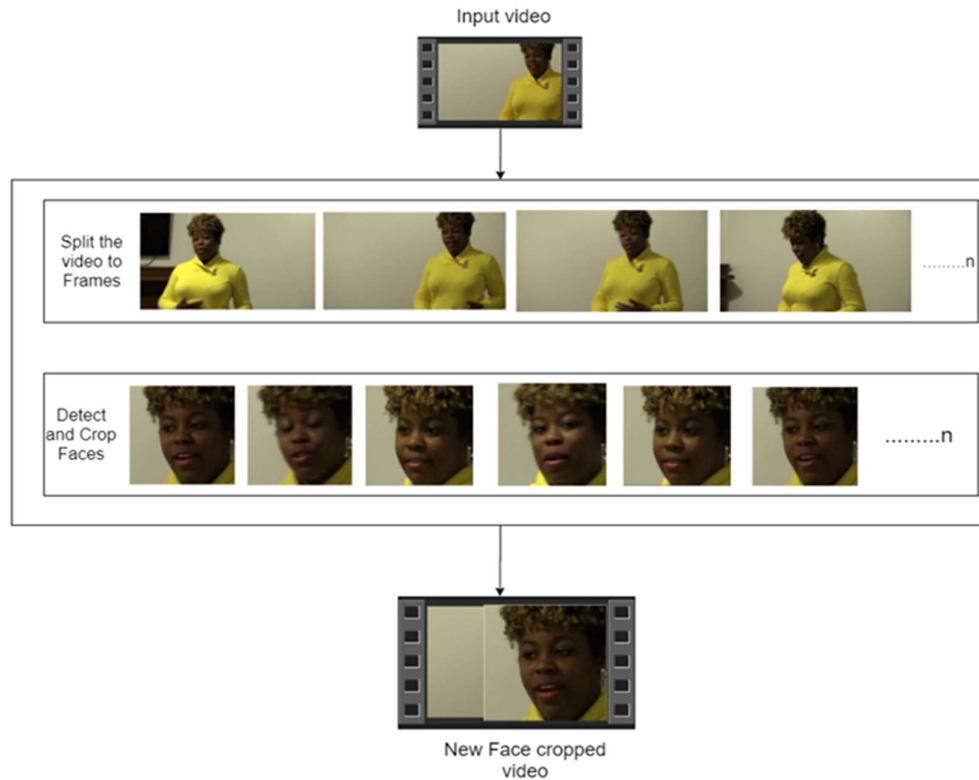 Input video
Split the
video to
Frames
.........n
Detect
and Crop
Faces
.........n
New Face cropped
video